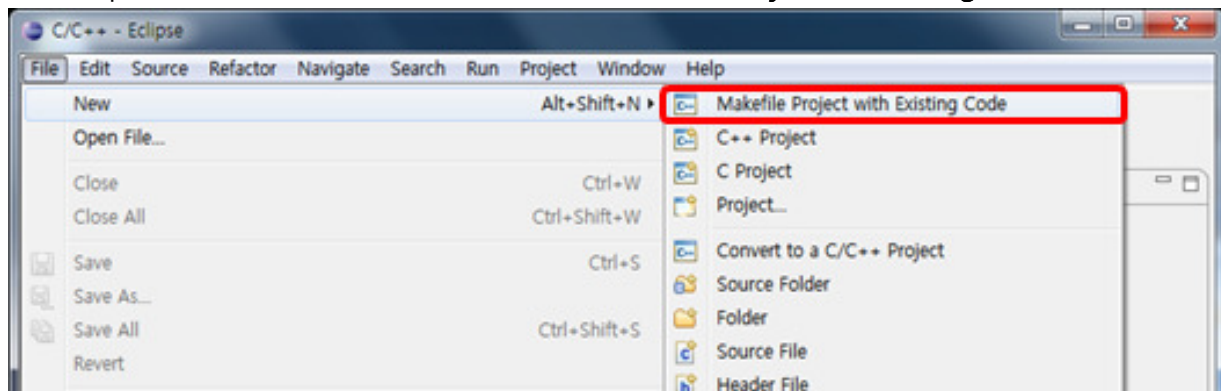 C/C++ - Eclipse
File Edit Source Refactor Navigate Search Run Project Window Help
New Alt+Shift+N
Open File...
Close Ctrl+W
Close All Ctrl+Shift+W
Save Ctrl+S
Save As...
Save All Ctrl+Shift+S
Revert
Makefile Project with Existing Code
C++ Project
C Project
Project...
Convert to a C/C++ Project
Source Folder
Folder
Source File
Header File